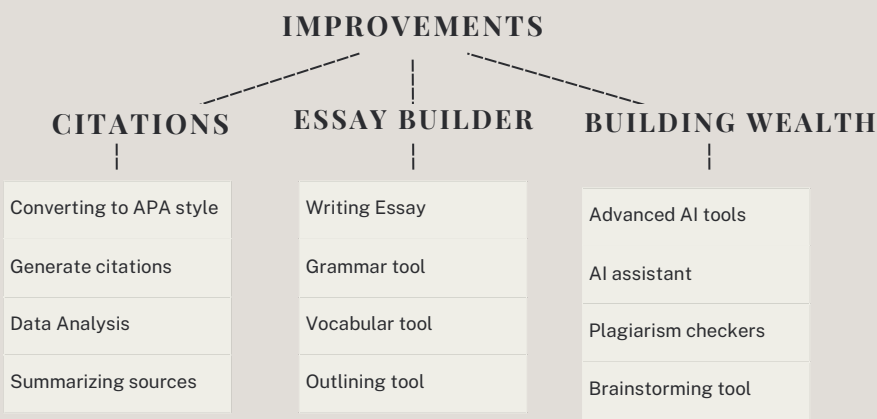 IMPROVEMENTS
CITATIONS
Converting to APA style
Generate citations
Data Analysis
Summarizing sources
ESSAY BUILDER
Writing Essay
Grammar tool
Vocabular tool
Outlining tool
BUILDING WEALTH
Advanced AI tools
AI assistant
Plagiarism checkers
Brainstorming tool